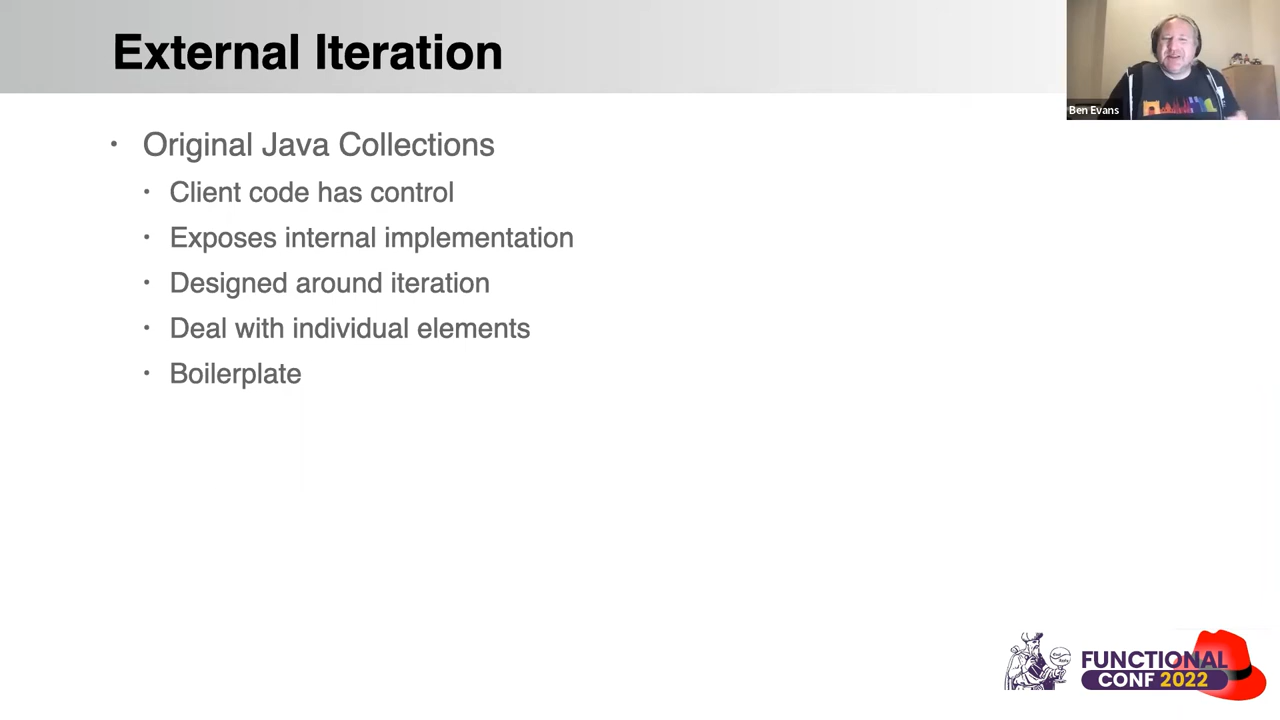 External Iteration
Ben Evans
• Original Java Collections
• Client code has control
• Exposes internal implementation
• Designed around iteration
• Deal with individual elements
• Boilerplate
FUNCTIONAL
CONF 2022